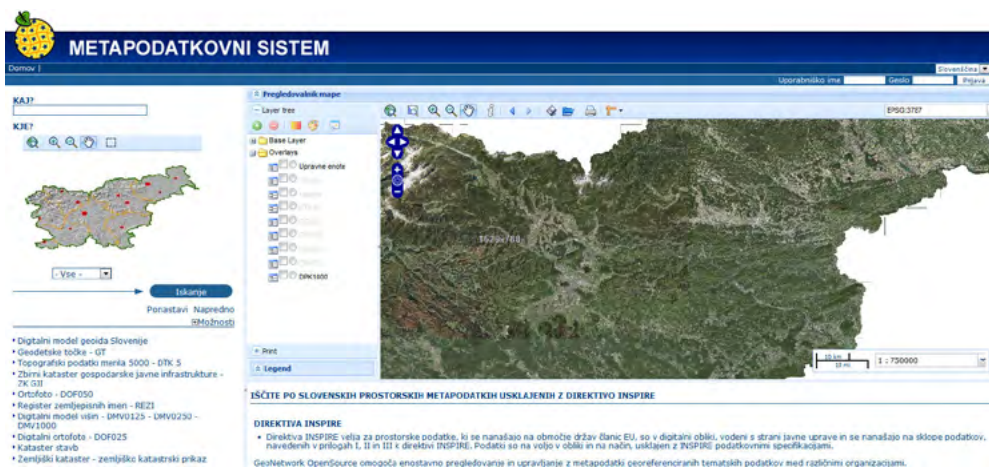 METAPODATKOVNI SISTEM
Domov |
Slovenščina
Uporabniško ime
Geslo
Prijava
KAJ?
KJE?
- Vse -
Iskanje
Ponastavi Napredno
Možnosti
• Digitalni model geoida Slovenije
• Geodetske točke - GT
• Topografski podatki merila 5000 - DTK 5
• Zbirni kataster gospodarske javne infrastrukture -
ZK GJI
• Ortofoto - DOF050
• Register zemljepisnih imen - REZI
• Digitalni model višin - DMV0125 - DMV0250 -
DMV1000
• Digitalni ortofoto - DOF025
• Kataster stavb
• Zemljiški kataster - zemljiško katastrski prikaz
Pregledovalnik mape
Layer tree
Base Layer
Overlays
Upravne enote
Print
Legend
EPSG:3787
10 km
10 mi
1 : 750000
IŠČITE PO SLOVENSKIH PROSTORSKIH METAPODATKIH USKLAJENIH Z DIREKTIVO INSPIRE
DIREKTIVA INSPIRE
• Direktiva INSPIRE velja za prostorske podatke, ki se nanašajo na območje držav članic EU, so v digitalni obliki, vodeni s strani javne uprave in se nanašajo na sklope podatkov,
navedenih v prilogah I, II in III k direktivi INSPIRE. Podatki so na voljo v obliki in na način, usklajen z INSPIRE podatkovnimi specifikacijami.
GeoNetwork OpenSource omogoča enostavno pregledovanje in upravljanje z metapodatki georeferenciranih tematskih podatkov med različnimi organizacijami.